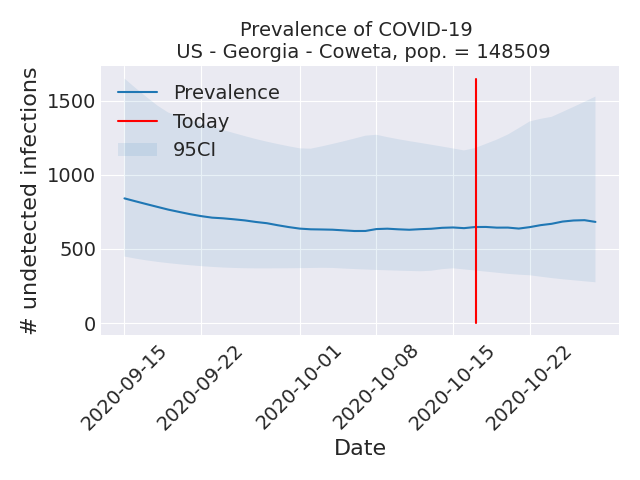 Prevalence of COVID-19
US - Georgia - Coweta, pop. = 148509
# undetected infections
1500
1000
500
0
Prevalence
Today
95CI
2020-09-15
2020-09-22
2020-10-01
2020-10-08
2020-10-15
2020-10-22
Date